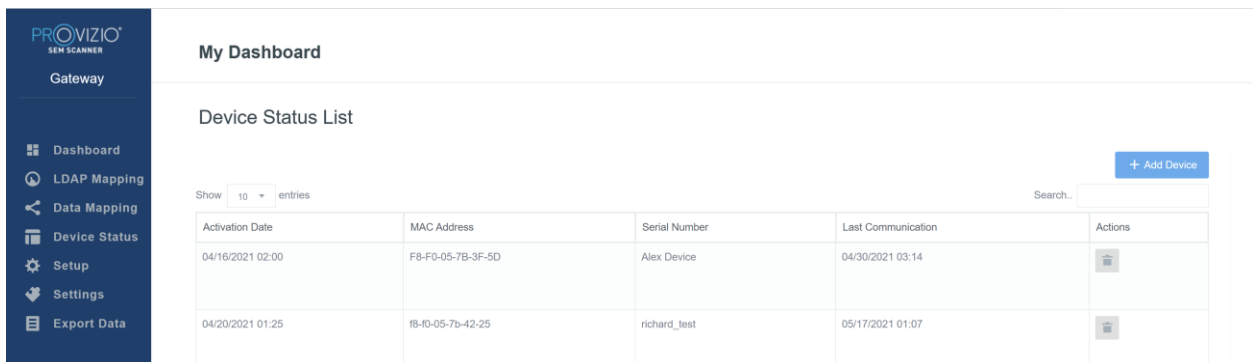 PROVIZIO®
SEM SCANNER
Gateway
Dashboard
LDAP Mapping
Data Mapping
Device Status
Setup
Settings
Export Data
My Dashboard
Device Status List
+ Add Device
Show 10 entries
Search..
Activation Date MAC Address Serial Number Last Communication Actions
04/16/2021 02:00 F8-F0-05-7B-3F-5D Alex Device 04/30/2021 03:14
04/20/2021 01:25 f8-f0-05-7b-42-25 richard_test 05/17/2021 01:07